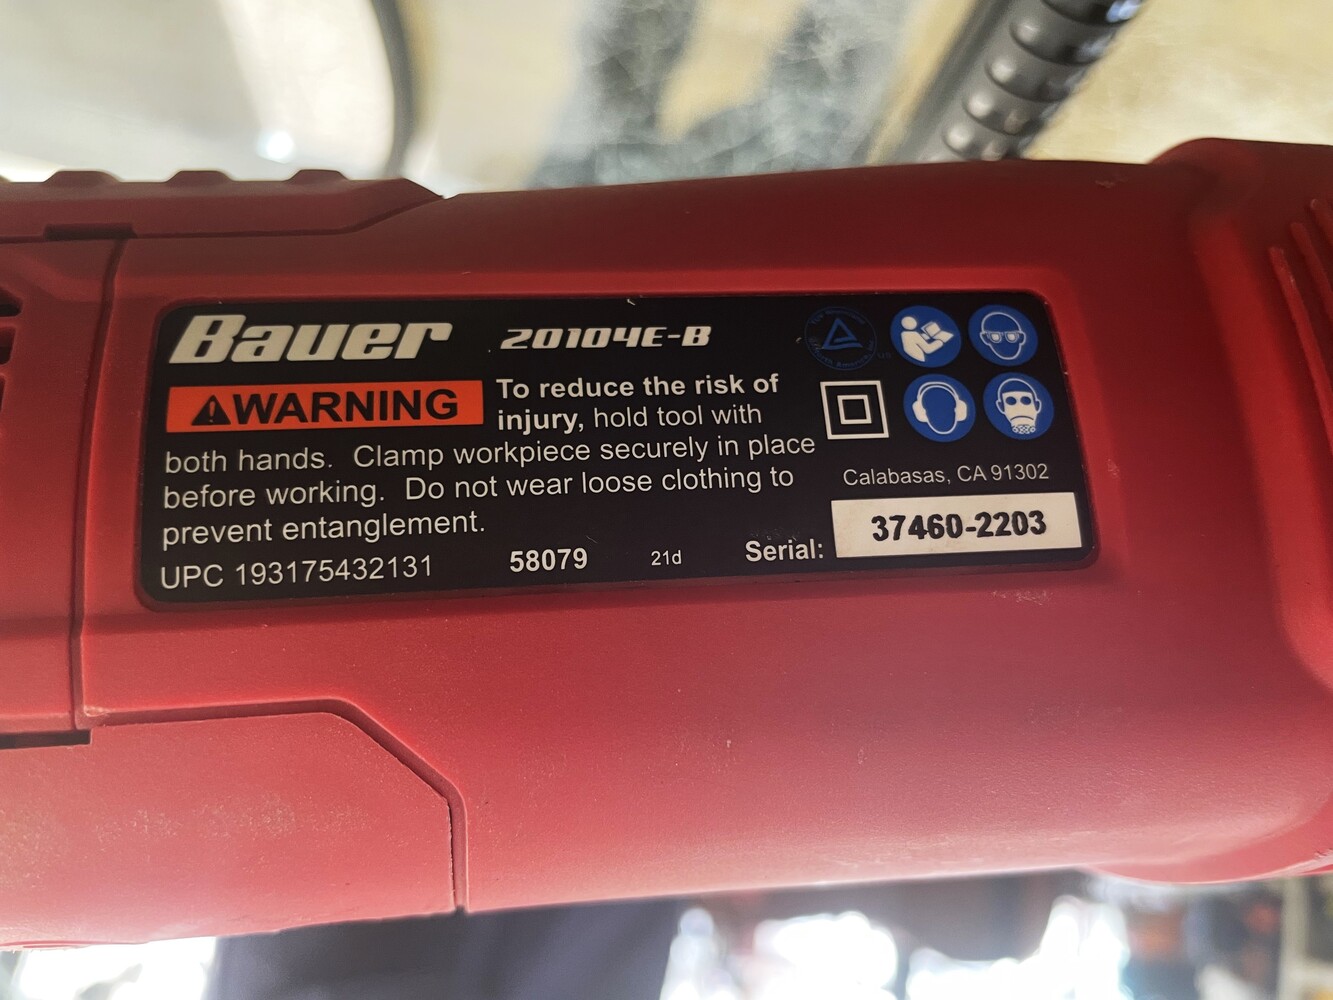 Bauer 20104E-B
WARNING To reduce the risk of
injury, hold tool with
both hands. Clamp workpiece securely in place
before working. Do not wear loose clothing to
prevent entanglement.
UPC 193175432131 58079 21d Serial:
US
Calabasas, CA 91302
37460-2203